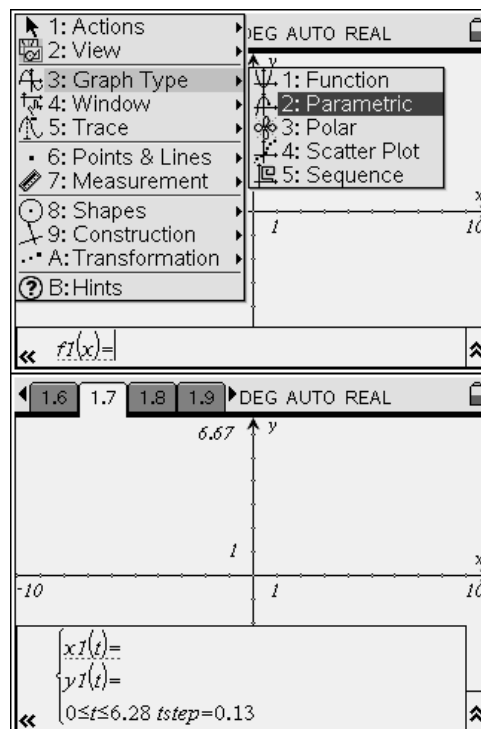 1: Actions
2: View
3: Graph Type
4: Window
5: Trace
6: Points & Lines
7: Measurement
8: Shapes
9: Construction
A: Transformation
B: Hints
DEG AUTO REAL
y
1: Function
2: Parametric
3: Polar
4: Scatter Plot
5: Sequence
x
1
10
« f1(x)=
1.6 1.7 1.8 1.9 DEG AUTO REAL
6.67 y
1
x
-10 1 10
x1(t)=
y1(t)=
« 0≤t≤6.28 tstep=0.13